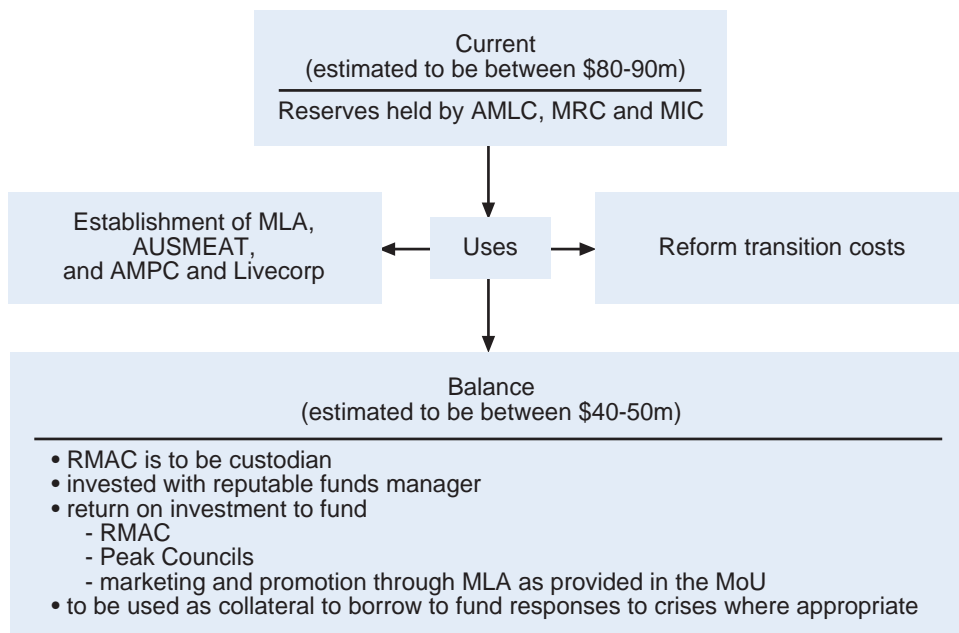 Current
(estimated to be between $80-90m)
Reserves held by AMLC, MRC and MIC
Establishment of MLA,
AUSMEAT,
and AMPC and Livecorp
Uses
Reform transition costs
Balance
(estimated to be between $40-50m)
• RMAC is to be custodian
• invested with reputable funds manager
• return on investment to fund
- RMAC
- Peak Councils
- marketing and promotion through MLA as provided in the MoU
• to be used as collateral to borrow to fund responses to crises where appropriate